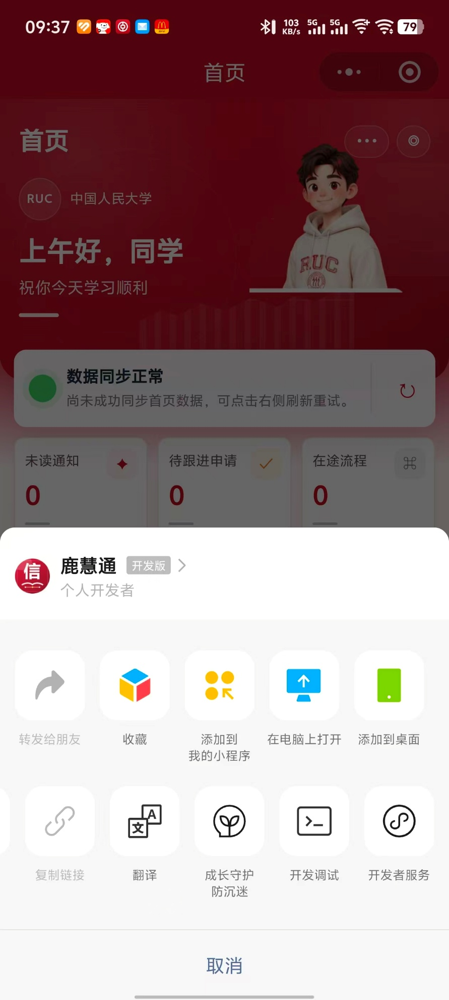 09:37
103
KB/s
5G
5G
79
首页
首页
RUC
中国人民大学
上午好，同学
祝你今天学习顺利
RUC
数据同步正常
尚未成功同步首页数据，可点击右侧刷新重试。
未读通知
待跟进申请
在途流程
0
0
0
信
鹿慧通
开发版
个人开发者
转发给朋友
收藏
添加到
我的小程序
在电脑上打开
添加到桌面
文
A
复制链接
翻译
成长守护
防沉迷
开发调试
开发者服务
取消